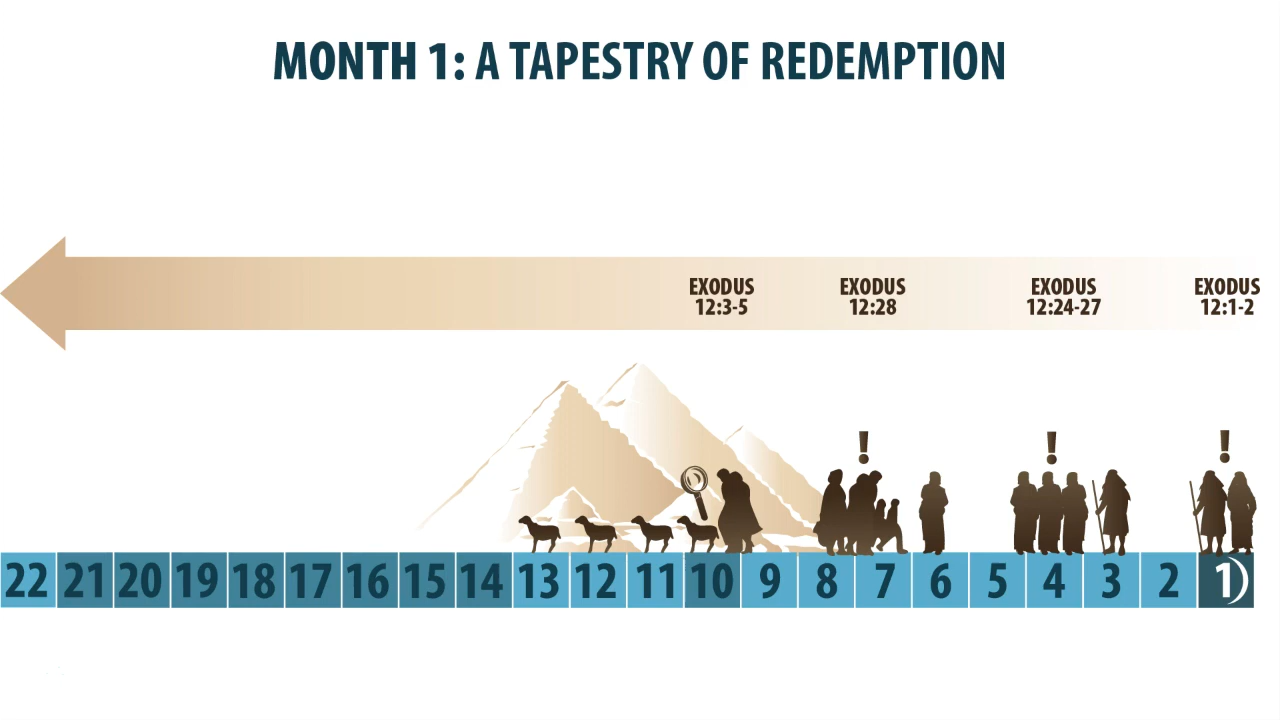 MONTH 1: A TAPESTRY OF REDEMPTION
EXODUS
12:3-5
EXODUS
12:28
EXODUS
12:24-27
EXODUS
12:1-2
! ! !
22 21 20 19 18 17 16 15 14 13 12 11 10 9 8 7 6 5 4 3 2 1